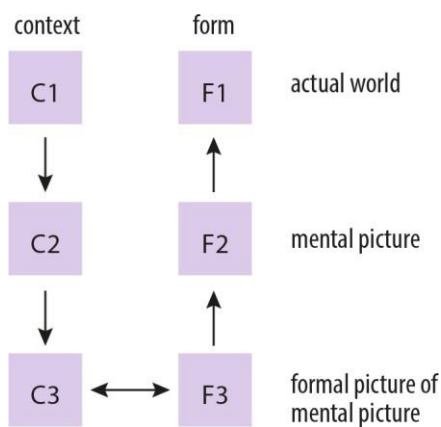 context form
C1 F1 actual world
C2 F2 mental picture
C3 F3 formal picture of
mental picture